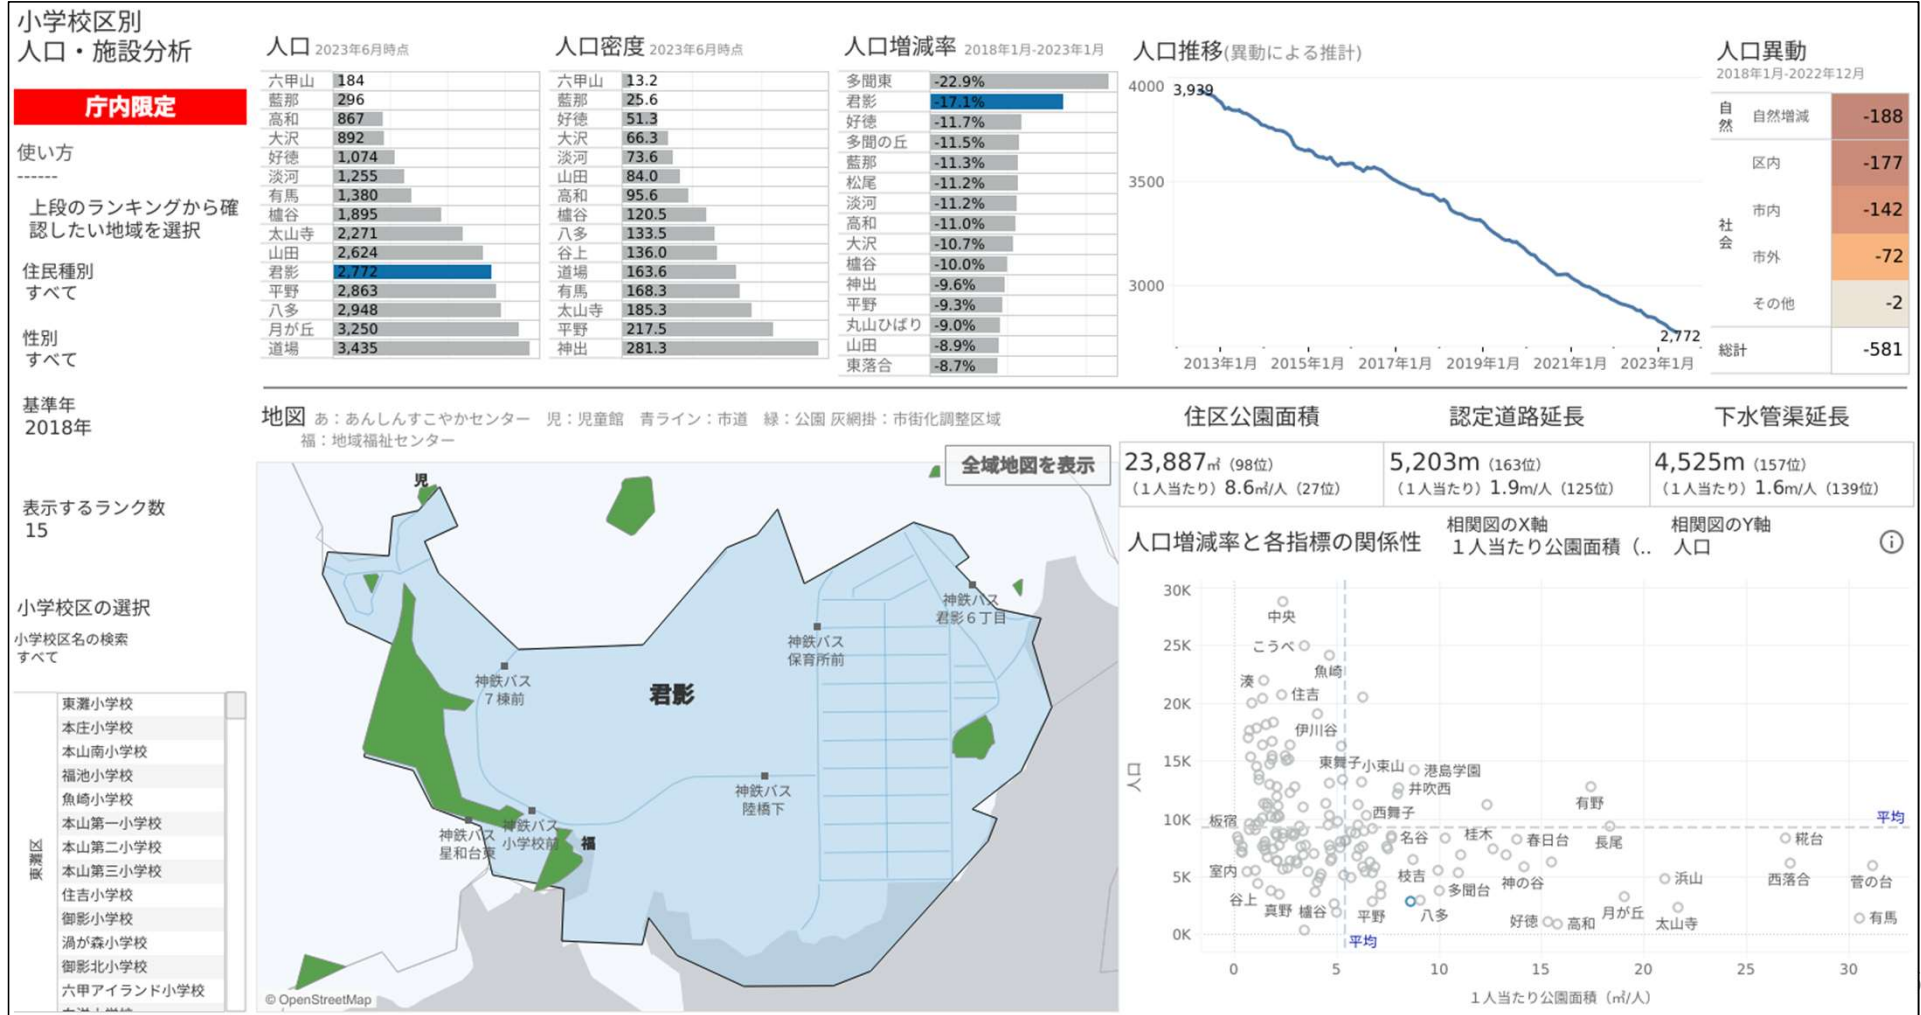 小学校区別
人口・施設分析
庁内限定
使い方
------
上段のランキングから確
認したい地域を選択
住民種別
すべて
性別
すべて
基準年
2018年
表示するランク数
15
小学校区の選択
小学校区名の検索
すべて
東灘区
東灘小学校
本庄小学校
本山南小学校
福池小学校
魚崎小学校
本山第一小学校
本山第二小学校
本山第三小学校
住吉小学校
御影小学校
渦が森小学校
御影北小学校
六甲アイランド小学校
人口 2023年6月時点
六甲山 184
藍那 296
高和 867
大沢 892
好徳 1,074
淡河 1,255
有馬 1,380
櫨谷 1,895
太山寺 2,271
山田 2,624
君影 2,772
平野 2,863
八多 2,948
月が丘 3,250
道場 3,435
人口密度 2023年6月時点
六甲山 13.2
藍那 25.6
好徳 51.3
大沢 66.3
淡河 73.6
山田 84.0
高和 95.6
櫨谷 120.5
八多 133.5
谷上 136.0
道場 163.6
有馬 168.3
太山寺 185.3
平野 217.5
神出 281.3
人口増減率 2018年1月-2023年1月
多聞東 -22.9%
君影 -17.1%
好徳 -11.7%
多聞の丘 -11.5%
藍那 -11.3%
松尾 -11.2%
淡河 -11.2%
高和 -11.0%
大沢 -10.7%
櫨谷 -10.0%
神出 -9.6%
平野 -9.3%
丸山ひばり -9.0%
山田 -8.9%
東落合 -8.7%
人口推移(異動による推計)
4000
3,939
3500
3000
2,772
2013年1月 2015年1月 2017年1月 2019年1月 2021年1月 2023年1月
人口異動
2018年1月-2022年12月
自然 自然増減 -188
社会
区内 -177
市内 -142
市外 -72
その他 -2
総計 -581
地図 あ：あんしんすこやかセンター 児：児童館 青ライン：市道 緑：公園 灰網掛：市街化調整区域
福：地域福祉センター
全域地図を表示
児
神鉄バス
君影６丁目
神鉄バス
保育所前
神鉄バス
７棟前
君影
神鉄バス
陸橋下
神鉄バス
星和台東
神鉄バス
小学校前
福
© OpenStreetMap
住区公園面積
23,887㎡（98位）
（１人当たり）8.6㎡/人（27位）
認定道路延長
5,203m（163位）
（１人当たり）1.9m/人（125位）
下水管渠延長
4,525m（157位）
（１人当たり）1.6m/人（139位）
人口増減率と各指標の関係性
相関図のX軸
１人当たり公園面積（..
相関図のY軸
人口
人口
30K
25K
20K
15K
10K
5K
0K
中央
こうべ
魚崎
湊
住吉
伊川谷
東舞子
小束山
港島学園
井吹西
有野
西舞子
板宿
平均
名谷
桂木
春日台
長尾
糀台
室内
枝吉
多聞台
神の谷
浜山
西落合
菅の台
谷上
真野
櫨谷
平野
八多
好徳
高和
月が丘
太山寺
有馬
平均
0 5 10 15 20 25 30
１人当たり公園面積（㎡/人）